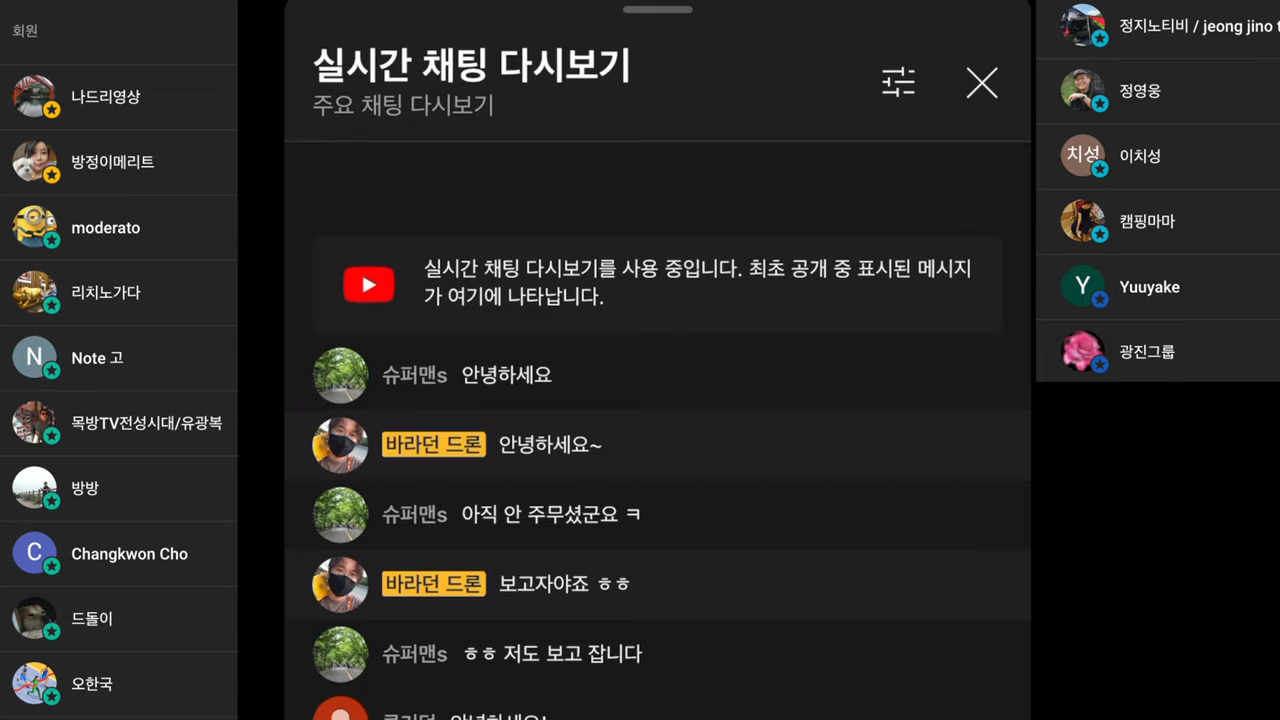 회원
나드리영상
방정이메리트
moderato
리치노가다
N
Note 고
목방TV전성시대/유광복
방방
C
Changkwon Cho
드돌이
오한국
실시간 채팅 다시보기
주요 채팅 다시보기
실시간 채팅 다시보기를 사용 중입니다. 최초 공개 중 표시된 메시지
가 여기에 나타납니다.
슈퍼맨s 안녕하세요
바라던 드론 안녕하세요~
슈퍼맨s 아직 안 주무셨군요 ㅋ
바라던 드론 보고자야죠 ㅎㅎ
슈퍼맨s ㅎㅎ 저도 보고 잡니다
정지노티비 / jeong jino
정영웅
치성
이치성
캠핑마마
Y
Yuuyake
광진그룹